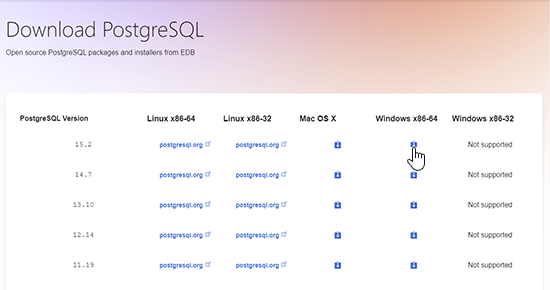 Download PostgreSQL
Open source PostgreSQL packages and installers from EDB
PostgreSQL Version Linux x86-64 Linux x86-32 Mac OS X Windows x86-64 Windows x86-32
15.2 postgresql.org postgresql.org Not supported
14.7 postgresql.org postgresql.org Not supported
13.10 postgresql.org postgresql.org Not supported
12.14 postgresql.org postgresql.org Not supported
11.19 postgresql.org postgresql.org Not supported